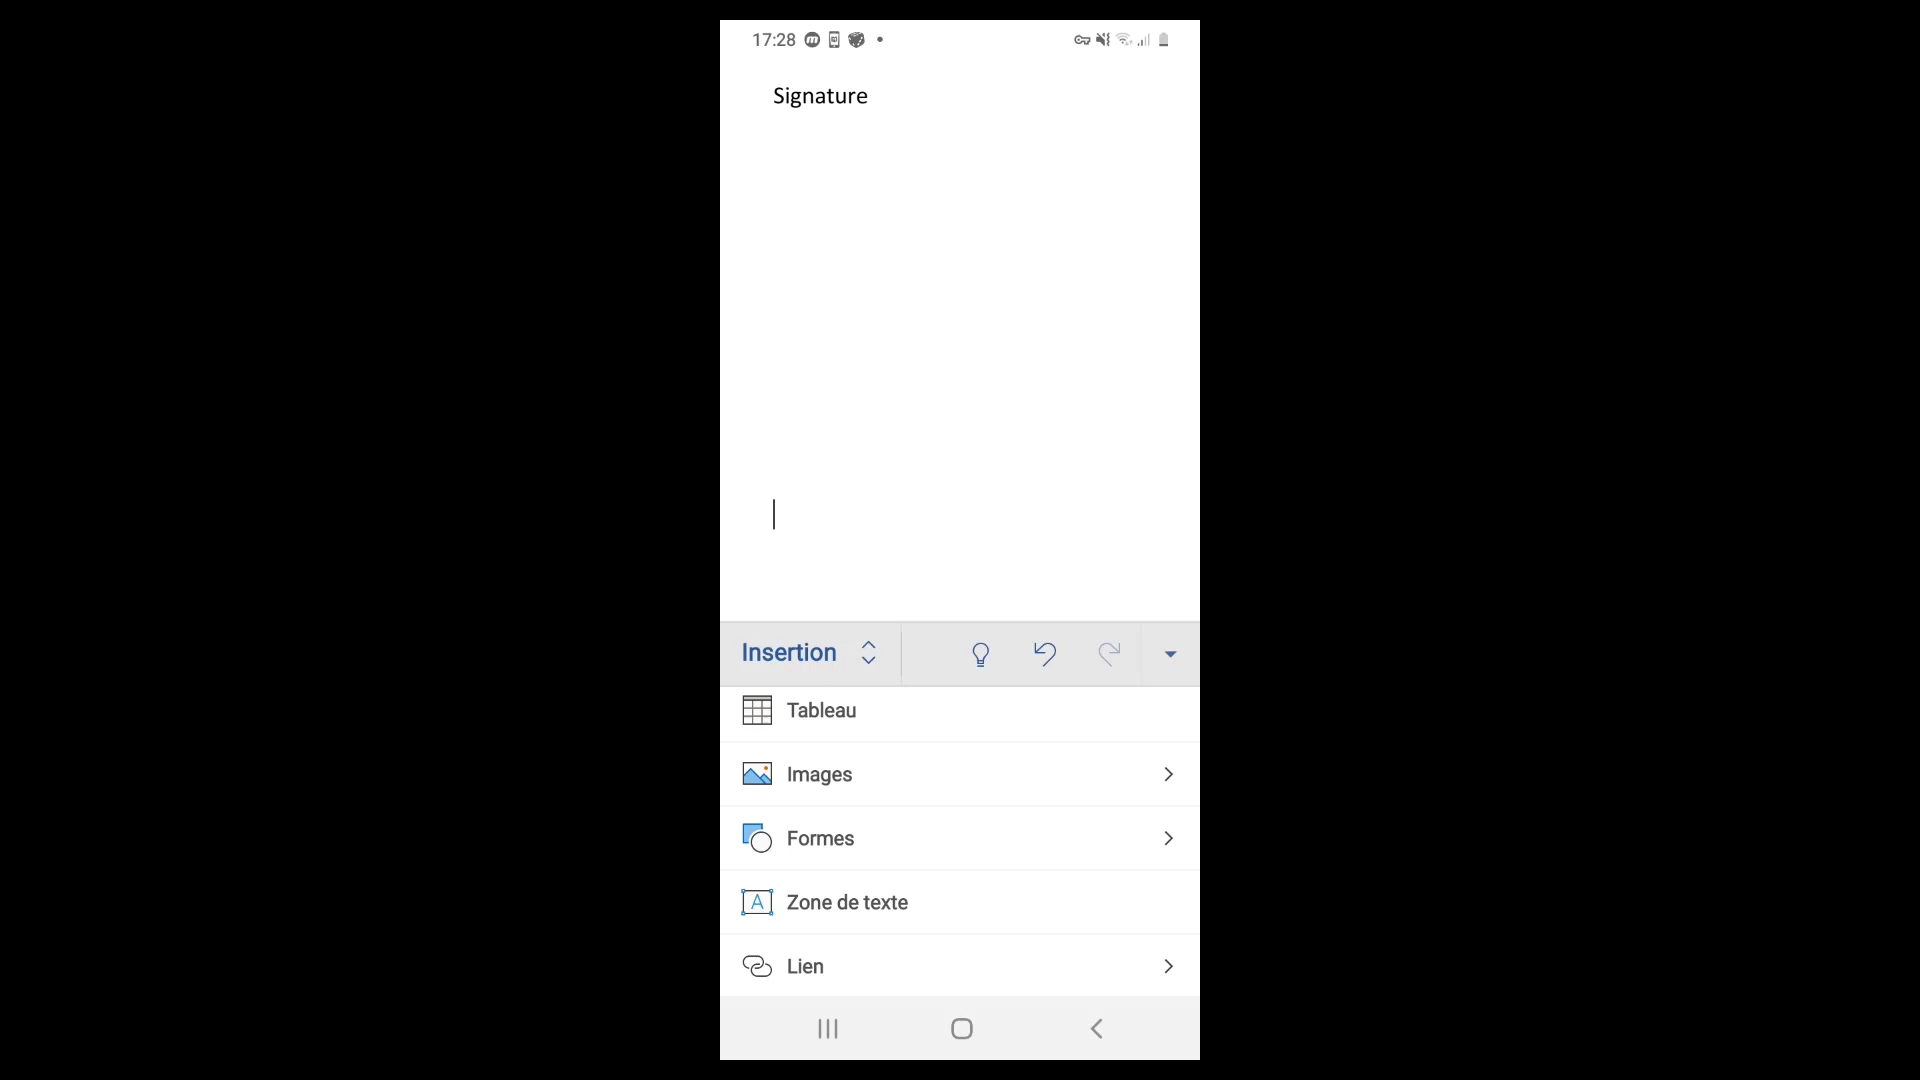 17:28
Signature
Insertion
Tableau
Images
Formes
Zone de texte
Lien